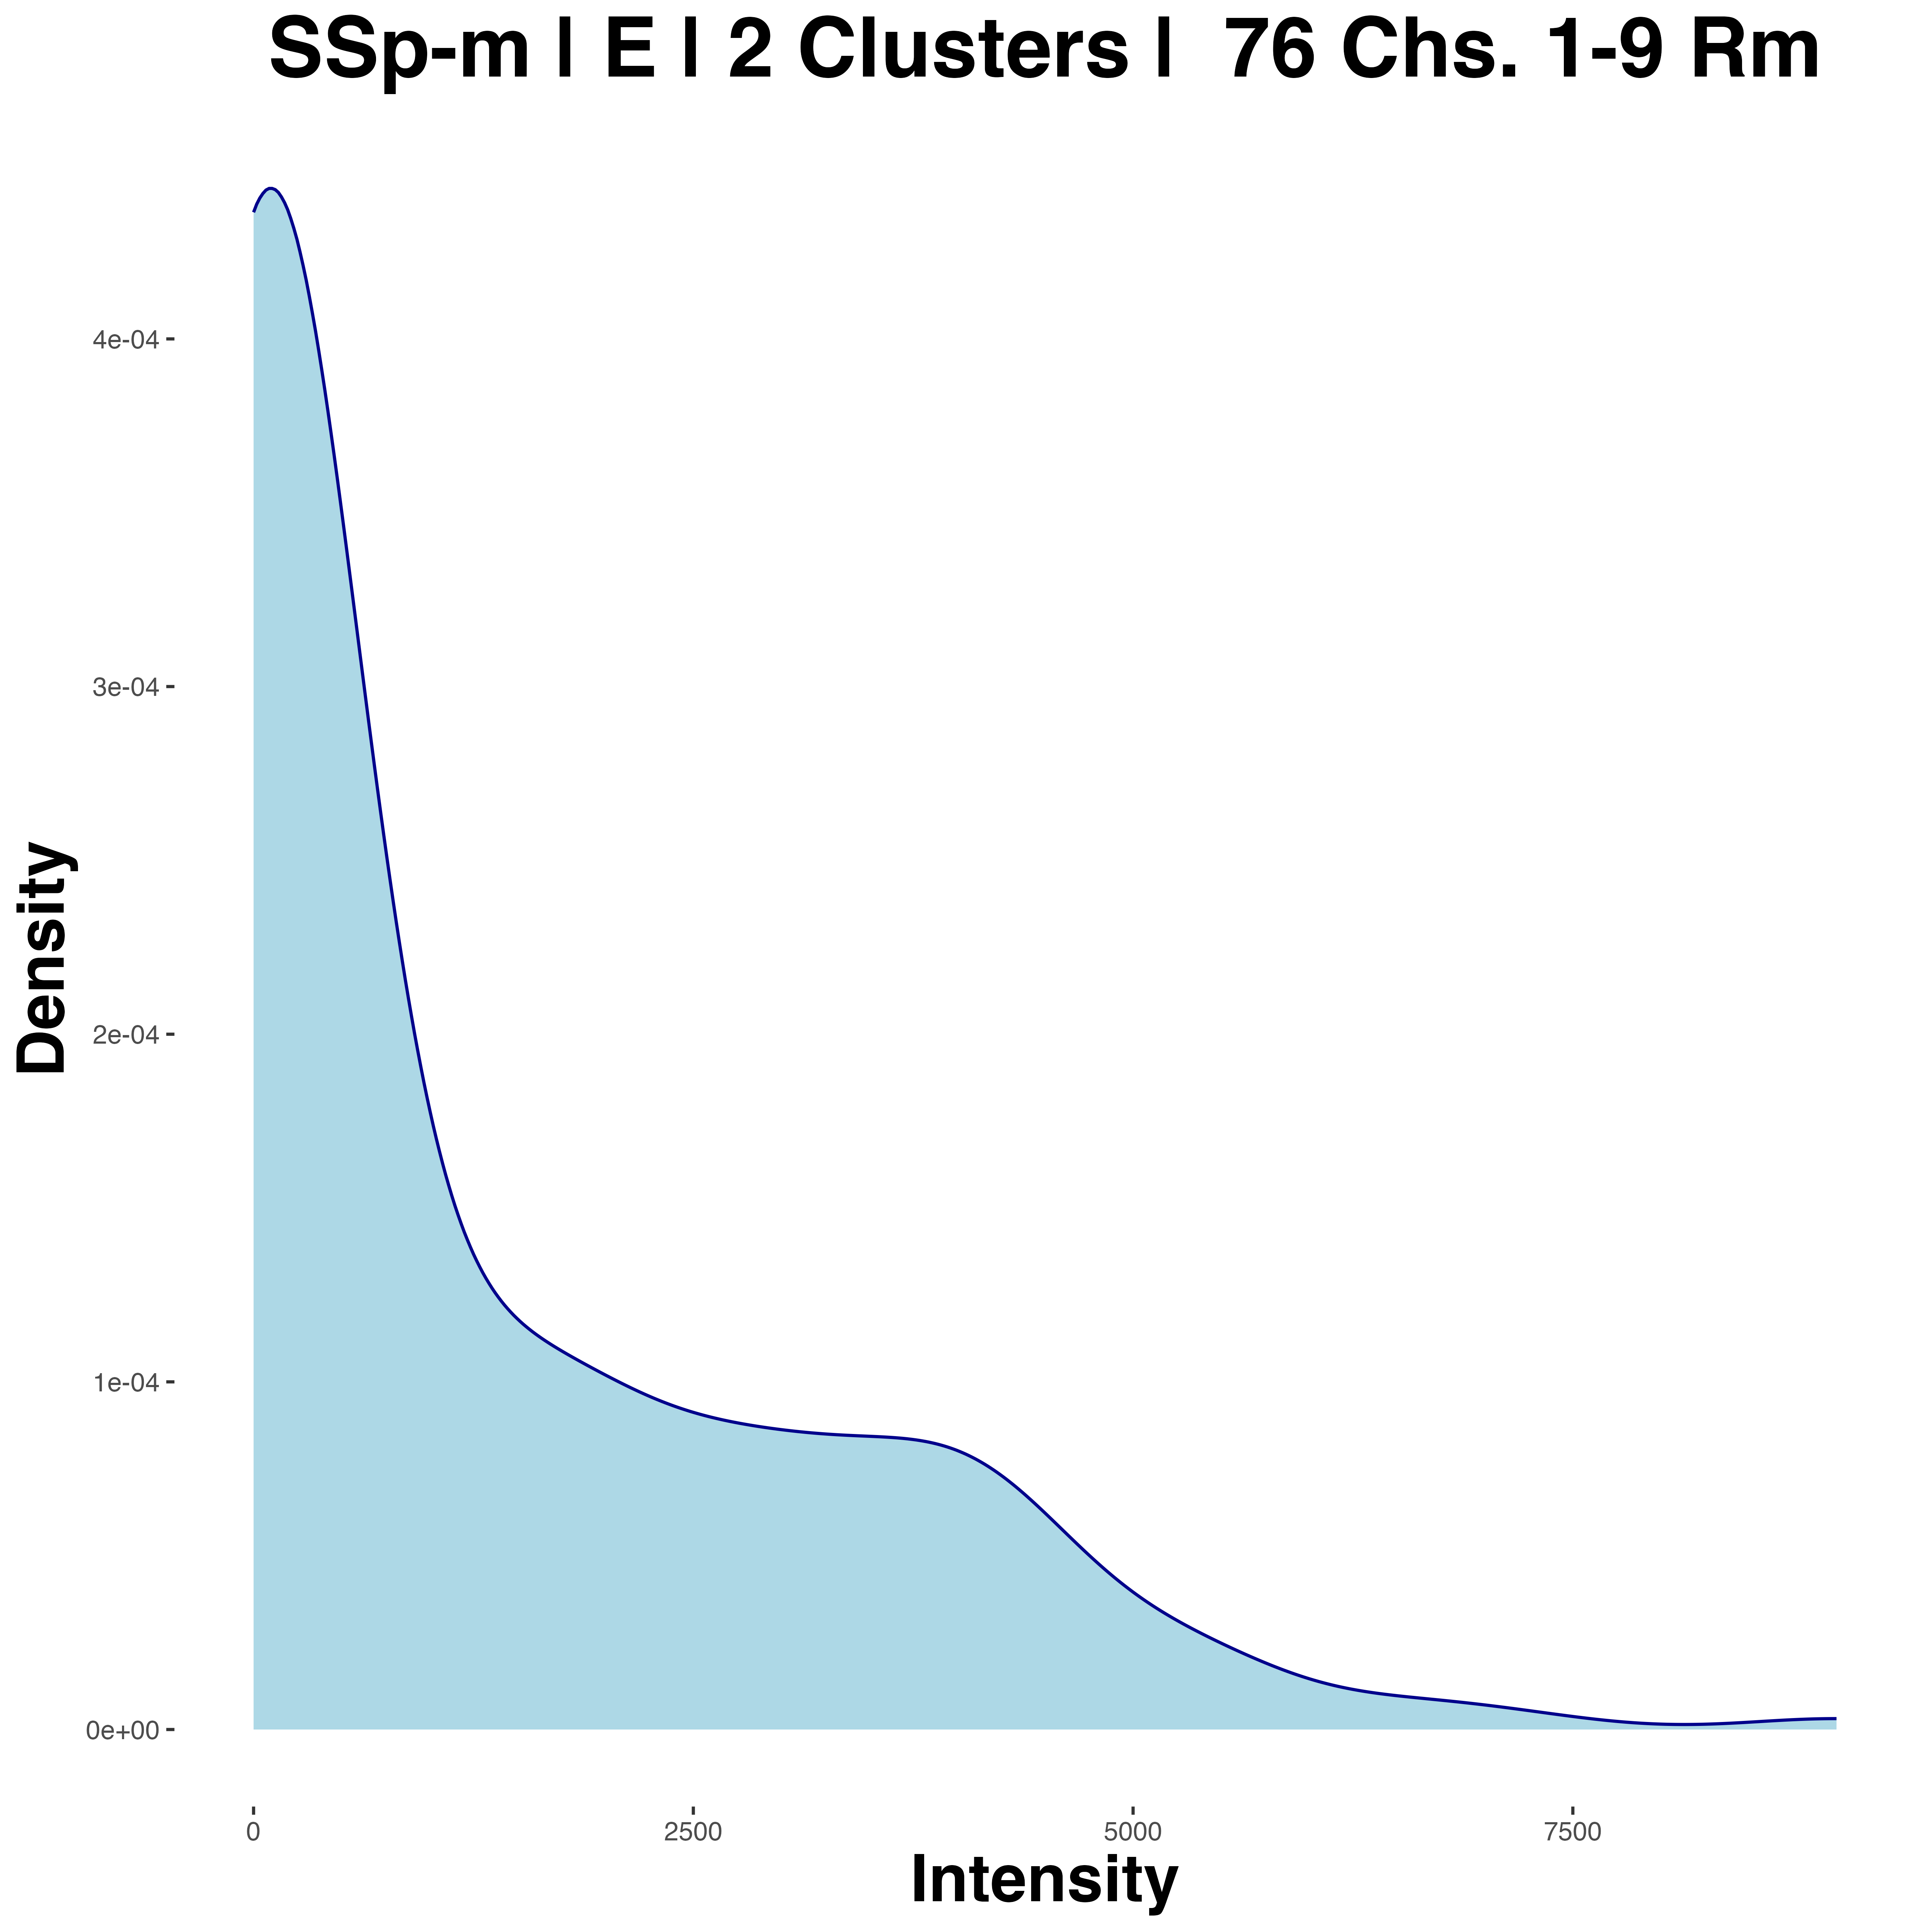 SSp-m | E | 2 Clusters | 76 Chs. 1-9 Rm
4e-04
3e-04
2e-04
1e-04
0e+00
Density
0 2500 5000 7500
Intensity